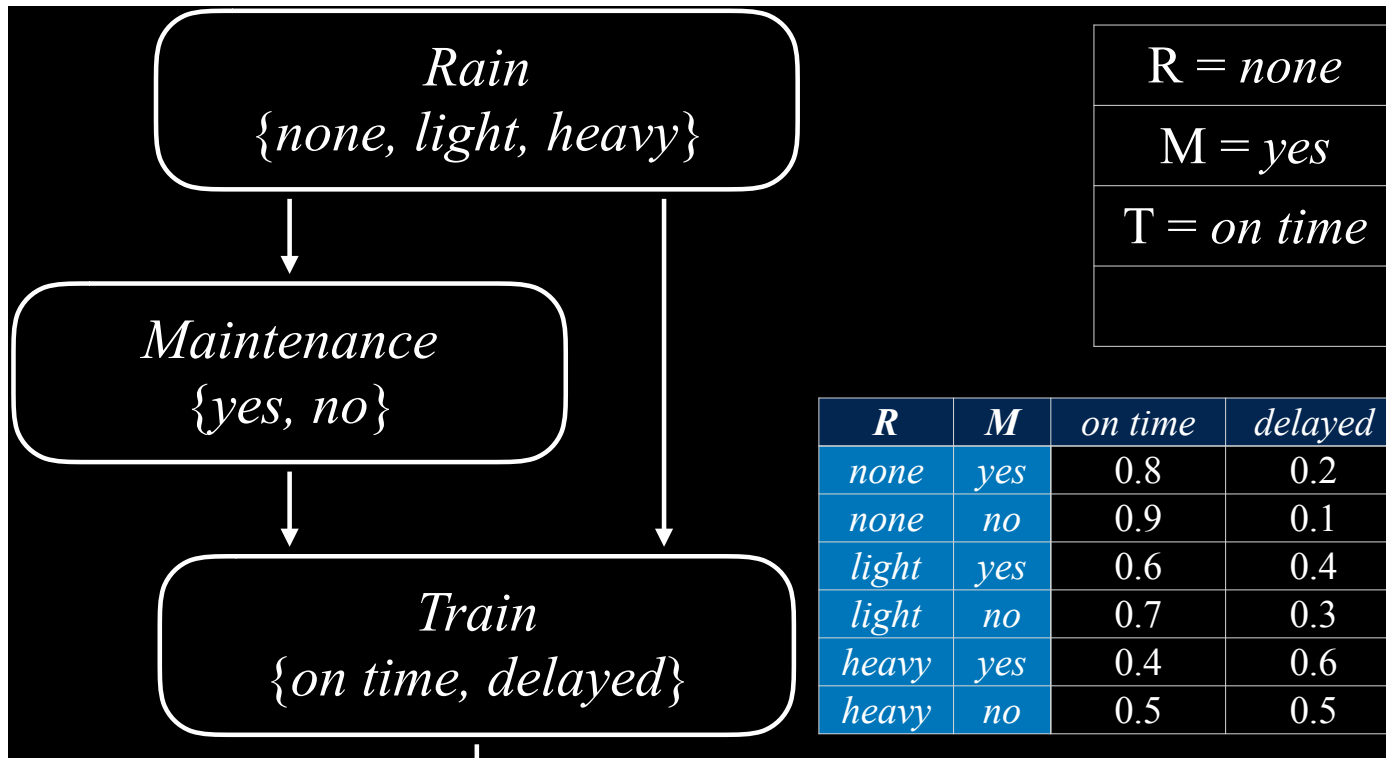 Rain
{none, light, heavy}
Maintenance
{yes, no}
Train
{on time, delayed}
R = none
M = yes
T = on time
R M on time delayed
none yes 0.8 0.2
none no 0.9 0.1
light yes 0.6 0.4
light no 0.7 0.3
heavy yes 0.4 0.6
heavy no 0.5 0.5